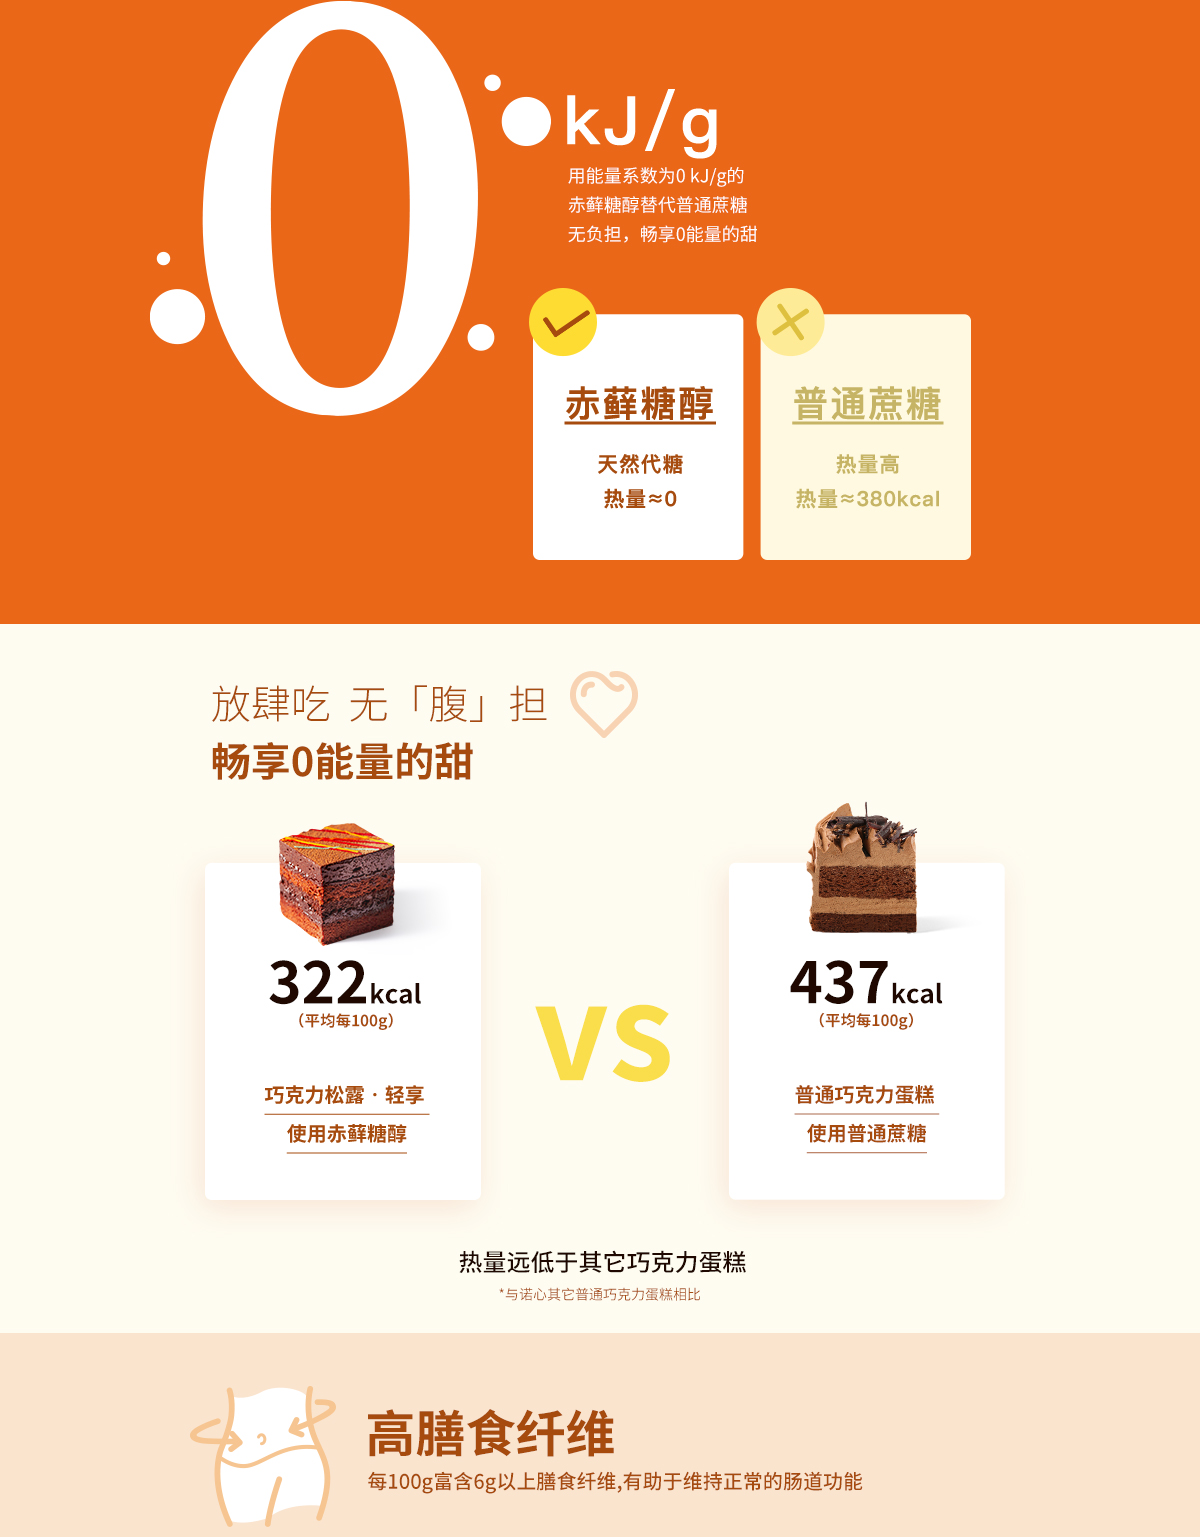 0
kJ/g
用能量系数为0 kJ/g的
赤藓糖醇替代普通蔗糖
无负担，畅享0能量的甜
赤藓糖醇
天然代糖
热量≈0
普通蔗糖
热量高
热量≈380kcal
放肆吃 无「腹」担
畅享0能量的甜
322kcal
（平均每100g）
巧克力松露·轻享
使用赤藓糖醇
VS
437kcal
（平均每100g）
普通巧克力蛋糕
使用普通蔗糖
热量远低于其它巧克力蛋糕
*与诺心其它普通巧克力蛋糕相比
高膳食纤维
每100g富含6g以上膳食纤维,有助于维持正常的肠道功能